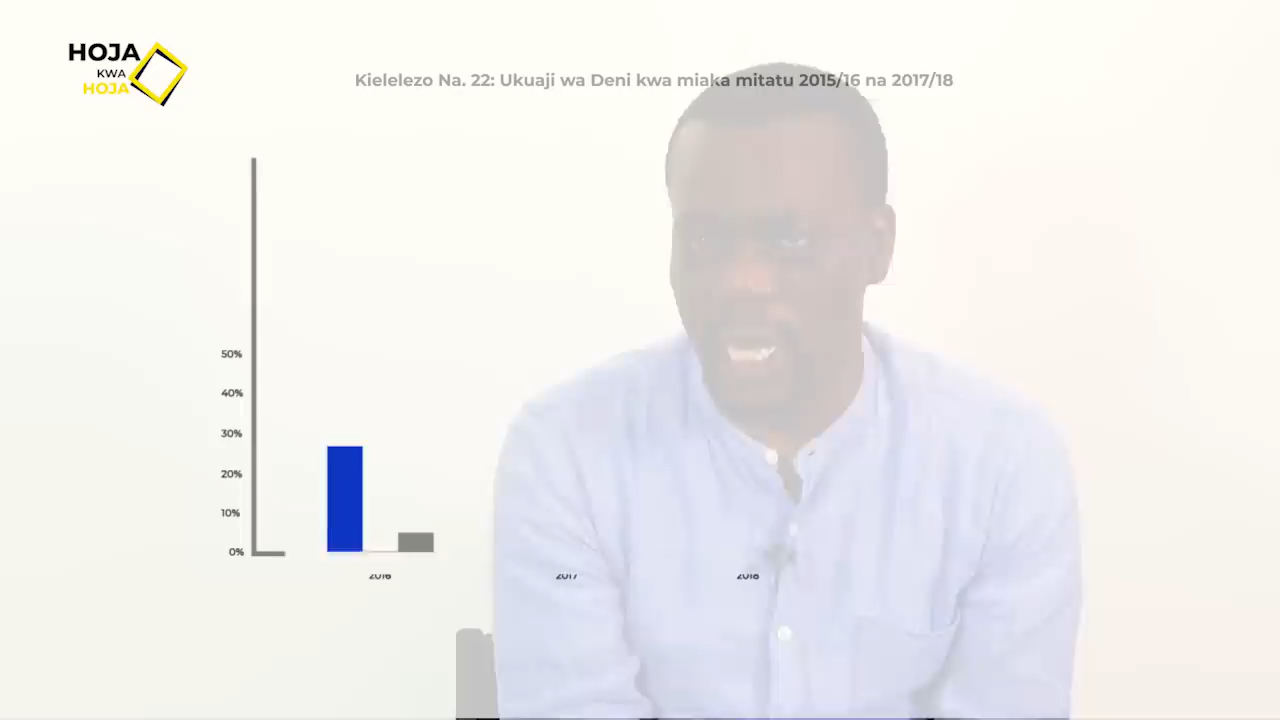 HOJA
KWA
HOJA
Kielelezo Na. 22: Ukuaji wa Deni kwa miaka mitatu 2015/16 na 2017/18
50%
40%
30%
20%
10%
0%
2016
2017
2018